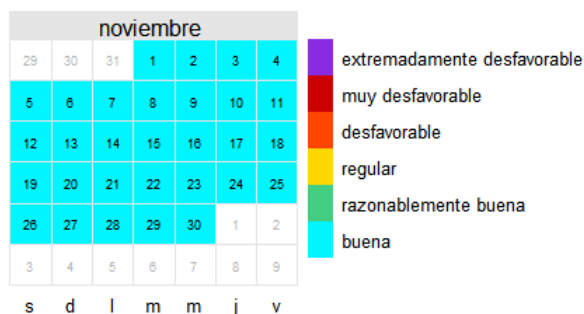 noviembre
29 30 31 1 2 3 4
5 6 7 8 9 10 11
12 13 14 15 16 17 18
19 20 21 22 23 24 25
26 27 28 29 30 1 2
3 4 5 6 7 8 9
s d l m m j v
extremadamente desfavorable
muy desfavorable
desfavorable
regular
razonablemente buena
buena